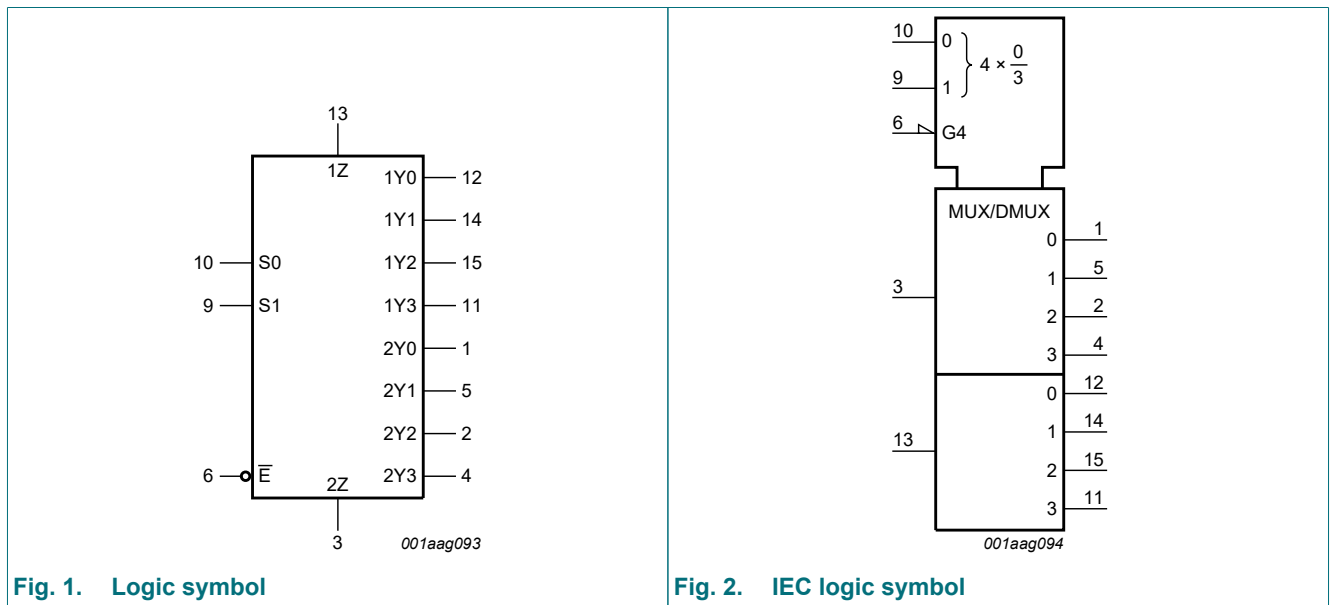 13
1Z
1Y0 12
1Y1 14
10 S0 1Y2 15
9 S1 1Y3 11
2Y0 1
2Y1 5
2Y2 2
6 E̅ 2Y3 4
2Z
3
001aag093
Fig. 1. Logic symbol
10 0
4 × 0/3
9 1
6 G4
MUX/DMUX
0 1
1 5
3
2 2
3 4
0 12
1 14
13
2 15
3 11
001aag094
Fig. 2. IEC logic symbol